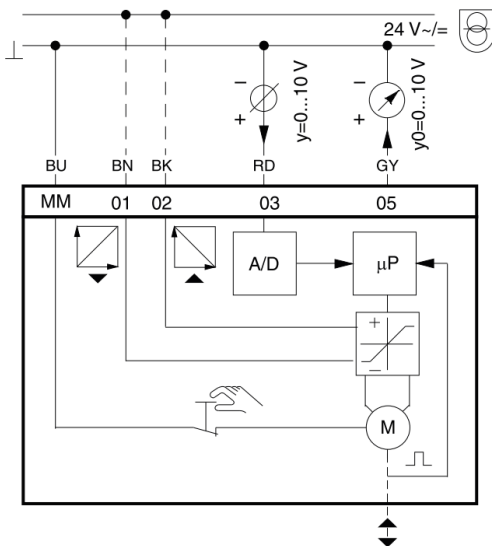 24 V~/=
⊥
− − 
+ y=0...10 V + y0=0...10 V
BU BN BK RD GY
MM 01 02 03 05
A/D µP
+
−
M